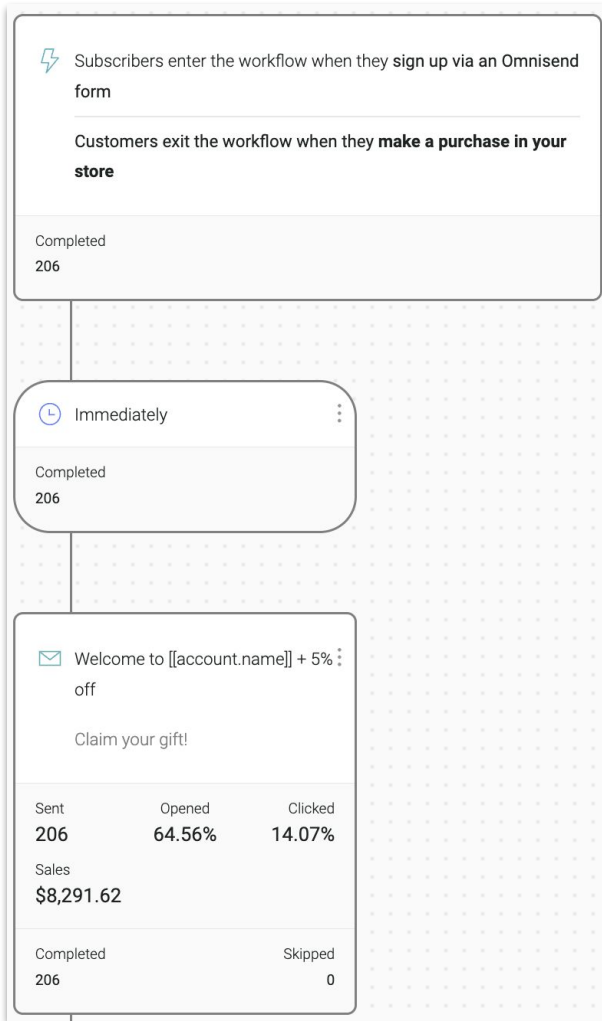 Subscribers enter the workflow when they sign up via an Omnisend
form
Customers exit the workflow when they make a purchase in your
store
Completed
206
Immediately
Completed
206
Welcome to [[account.name]] + 5%
off
Claim your gift!
Sent Opened Clicked
206 64.56% 14.07%
Sales
$8,291.62
Completed Skipped
206 0